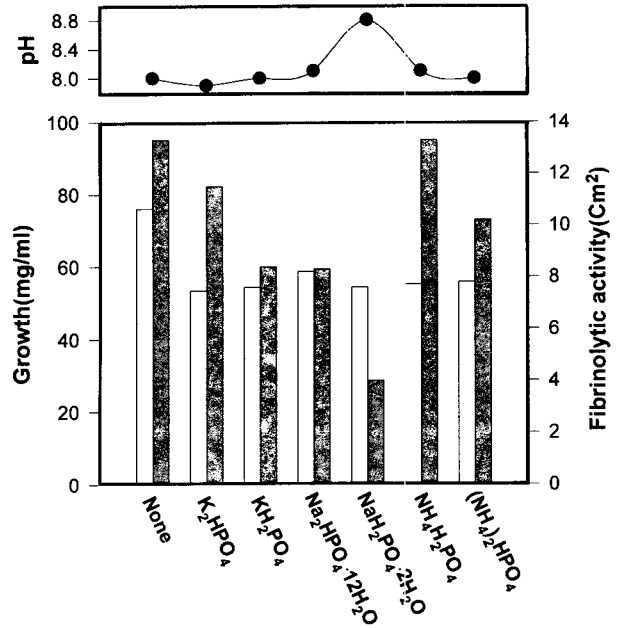 pH
8.8
8.4
8.0
Growth(mg/ml)
100
80
60
40
20
0
Fibrinolytic activity(Cm²)
14
12
10
8
6
4
2
0
None
K₂HPO₄
KH₂PO₄
Na₂HPO₄·12H₂O
NaH₂PO₄·2H₂O
NH₄H₂PO₄
(NH₄)₂HPO₄